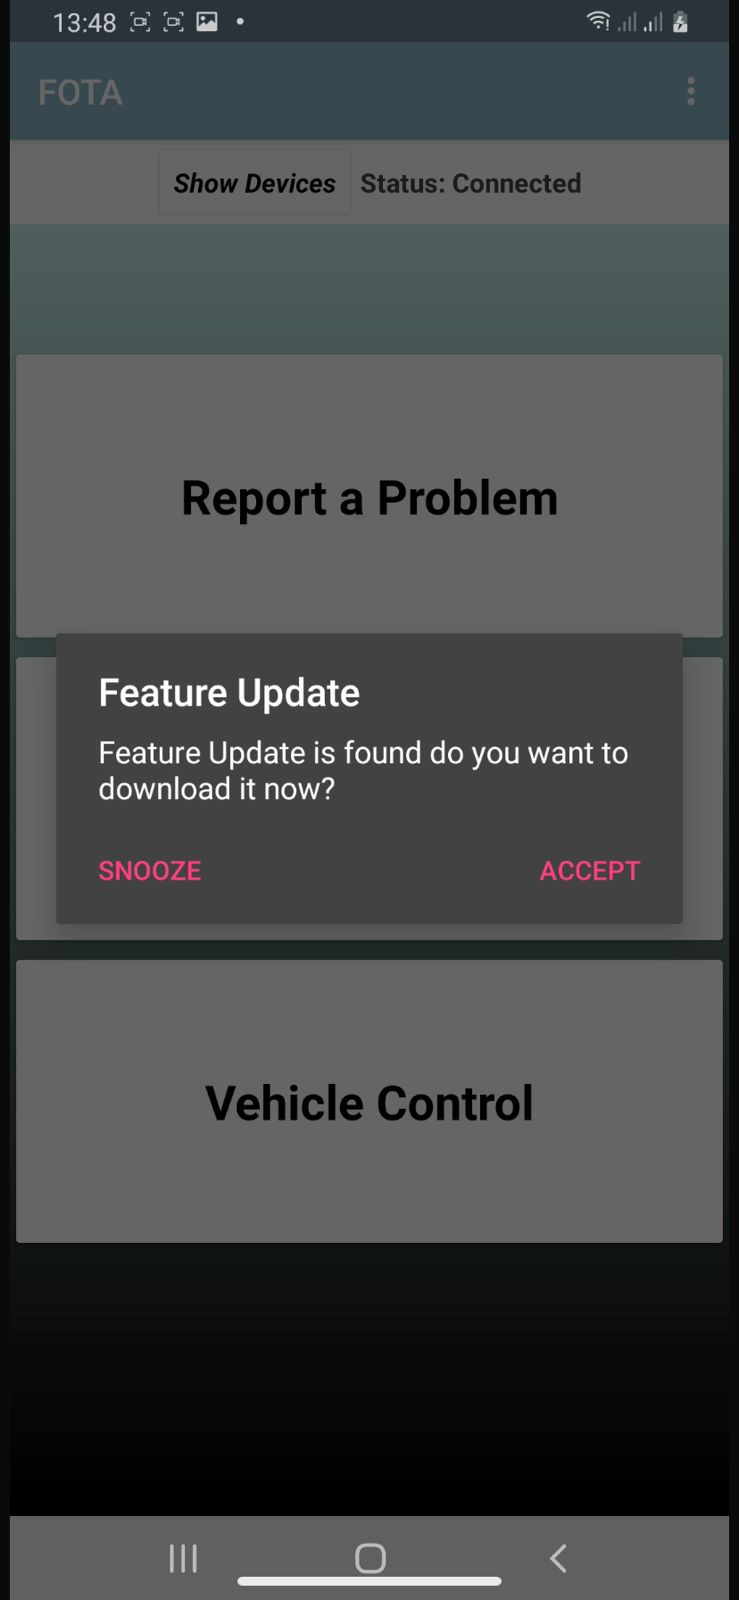 13:48
FOTA
Show Devices Status: Connected
Report a Problem
Feature Update
Feature Update is found do you want to
download it now?
SNOOZE ACCEPT
Vehicle Control